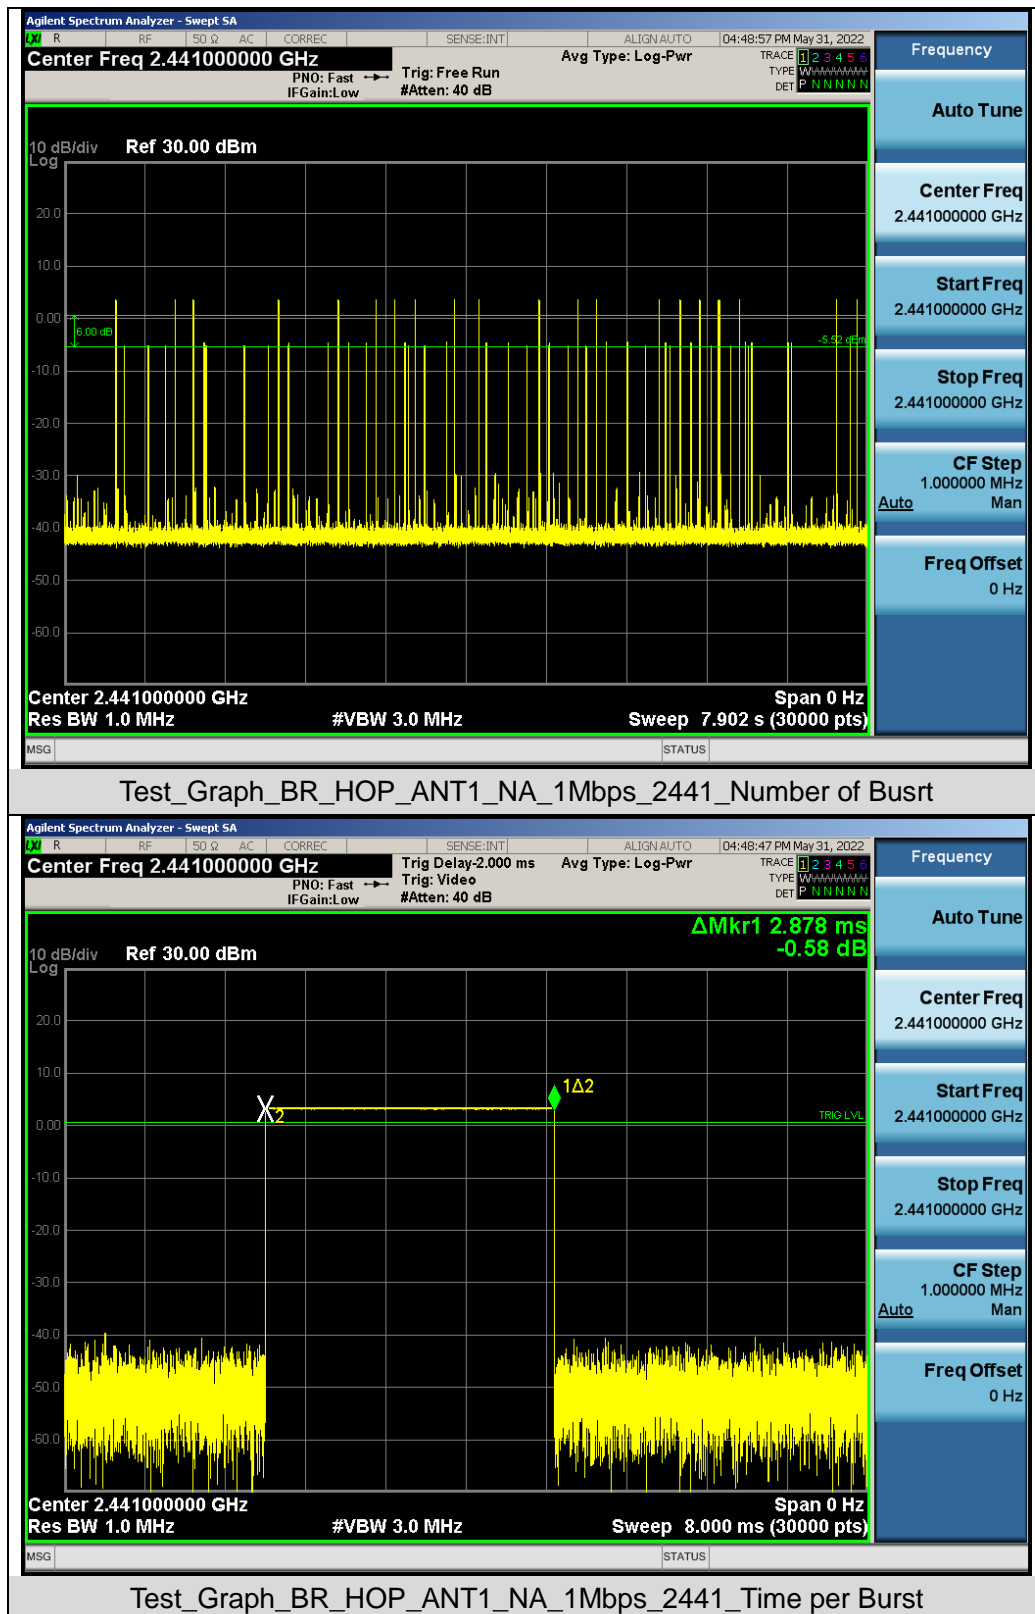 Agilent Spectrum Analyzer - Swept SA
LXI R RF 50 Ω AC CORREC SENSE:INT ALIGN AUTO 04:48:57 PM May 31, 2022
Center Freq 2.441000000 GHz
PNO: Fast
IFGain:Low
Trig: Free Run
#Atten: 40 dB
Avg Type: Log-Pwr
TRACE 1 2 3 4 5 6
TYPE WWWWWW
DET P N N N N N
Frequency
Auto Tune
Center Freq
2.441000000 GHz
Start Freq
2.441000000 GHz
Stop Freq
2.441000000 GHz
CF Step
1.000000 MHz
Auto Man
Freq Offset
0 Hz
10 dB/div Ref 30.00 dBm
Log
20.0
10.0
0.00
6.00 dB
-5.52 dBm
-10.0
-20.0
-30.0
-40.0
-50.0
-60.0
Center 2.441000000 GHz Span 0 Hz
Res BW 1.0 MHz #VBW 3.0 MHz Sweep 7.902 s (30000 pts)
MSG STATUS
Test_Graph_BR_HOP_ANT1_NA_1Mbps_2441_Number of Busrt
Agilent Spectrum Analyzer - Swept SA
LXI R RF 50 Ω AC CORREC SENSE:INT ALIGN AUTO 04:48:47 PM May 31, 2022
Center Freq 2.441000000 GHz
PNO: Fast
IFGain:Low
Trig Delay-2.000 ms
Trig: Video
#Atten: 40 dB
Avg Type: Log-Pwr
TRACE 1 2 3 4 5 6
TYPE WWWWWW
DET P N N N N N
Frequency
Auto Tune
Center Freq
2.441000000 GHz
Start Freq
2.441000000 GHz
Stop Freq
2.441000000 GHz
CF Step
1.000000 MHz
Auto Man
Freq Offset
0 Hz
ΔMkr1 2.878 ms
-0.58 dB
10 dB/div Ref 30.00 dBm
Log
20.0
10.0
1Δ2
2
TRIG LVL
0.00
-10.0
-20.0
-30.0
-40.0
-50.0
-60.0
Center 2.441000000 GHz Span 0 Hz
Res BW 1.0 MHz #VBW 3.0 MHz Sweep 8.000 ms (30000 pts)
MSG STATUS
Test_Graph_BR_HOP_ANT1_NA_1Mbps_2441_Time per Burst